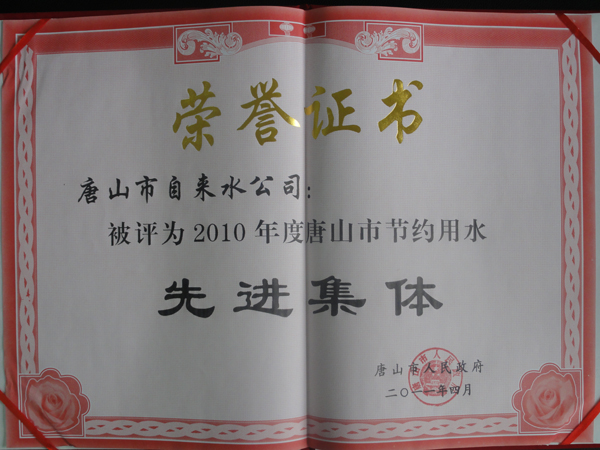 荣誉证书
唐山市自来水公司：
被评为2010年度唐山市节约用水
先进集体
唐山市人民政府
二〇一一年四月